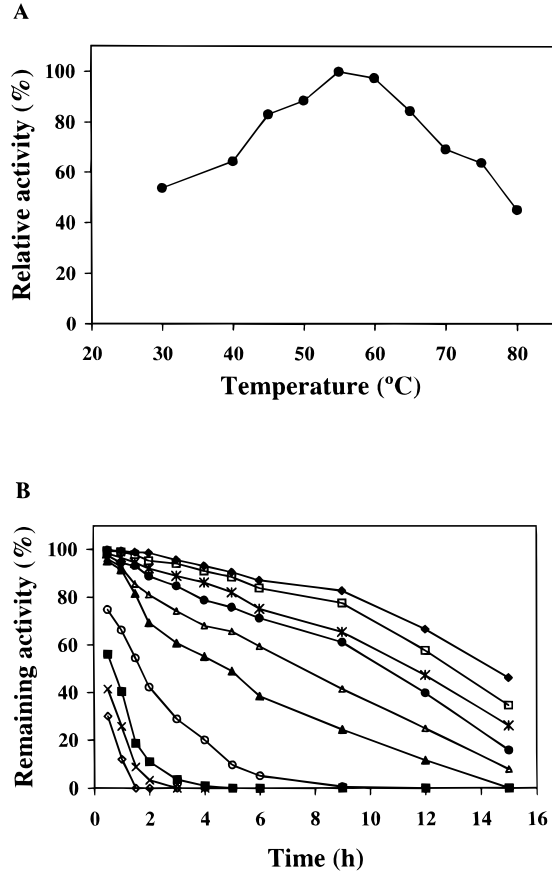 A
Relative activity (%)
100
80
60
40
20
0
20 30 40 50 60 70 80
Temperature (°C)
B
Remaining activity (%)
100
80
60
40
20
0
0 2 4 6 8 10 12 14 16
Time (h)